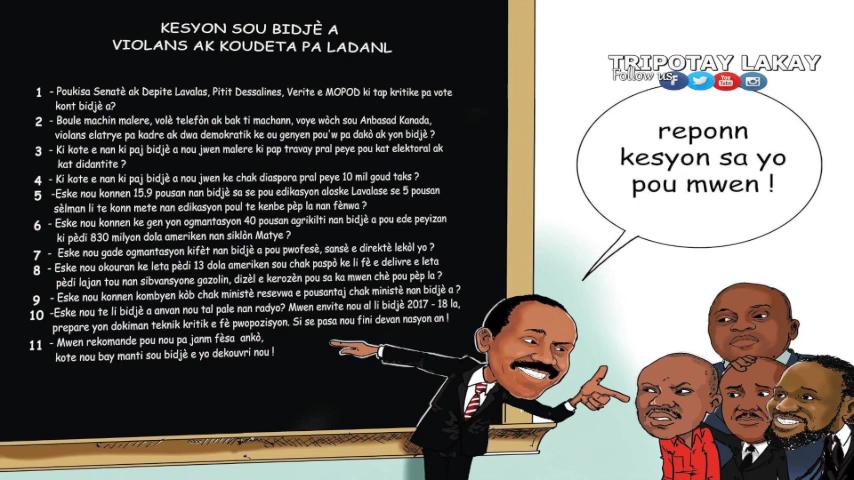 KESYON SOU BIDJÈ A
VIOLANS AK KOUDETA PA LADANL
1 - Poukisa Senatè ak Depite Lavalas, Pitit Dessalines, Verite e MOPOD ki tap kritike pa vote
kont bidjè a?
2 - Boule machin malere, volè telefòn ak bak ti machann, voye wòch sou Anbasad Kanada,
violans elatrye pa kadre ak dwa demokratik ke ou genyen pou'w pa dakò ak yon bidjè ?
3 - Ki kote e nan ki paj bidjè a nou jwen malere ki pap travay pral peye pou kat elektoral ak
kat didantite ?
4 - Ki kote e nan ki paj bidjè a nou jwen ke chak diaspora pral peye 10 mil goud taks ?
5 -Eske nou konnen 15.9 pousan nan bidjè sa se pou edikasyon aloske Lavalase se 5 pousan
sèlman li te konn mete nan edikasyon poul te kenbe pèp la nan fènwa ?
6 - Eske nou konnen ke gen yon ogmantasyon 40 pousan agrikilti nan bidjè a pou ede peyizan
ki pèdi 830 milyon dola ameriken nan siklòn Matye ?
7 - Eske nou gade ogmantasyon kifèt nan bidjè a pou pwofesè, sansè e direktè lekòl yo ?
8 - Eske nou okouran ke leta pèdi 13 dola ameriken sou chak paspò ke li fè e delivre e leta
pèdi lajan tou nan sibvansyone gazolin, dizèl e kerozèn pou sa ka mwen chè pou pèp la ?
9 - Eske nou konnen kombyen kòb chak ministè resevwa e pousantaj chak ministè nan bidjè a ?
10 -Eske nou te li bidjè a anvan nou tal pale nan radyo? Mwen envite nou al li bidjè 2017 - 18 la,
prepare yon dokiman teknik kritik e fè pwopozisyon. Si se pasa nou fini devan nasyon an !
11 - Mwen rekomande pou nou pa janm fèsa ankò,
kote nou bay manti sou bidjè e yo dekouvri nou !
TRIPOTAY LAKAY
Follow us
You Tube
reponn
kesyon sa yo
pou mwen !